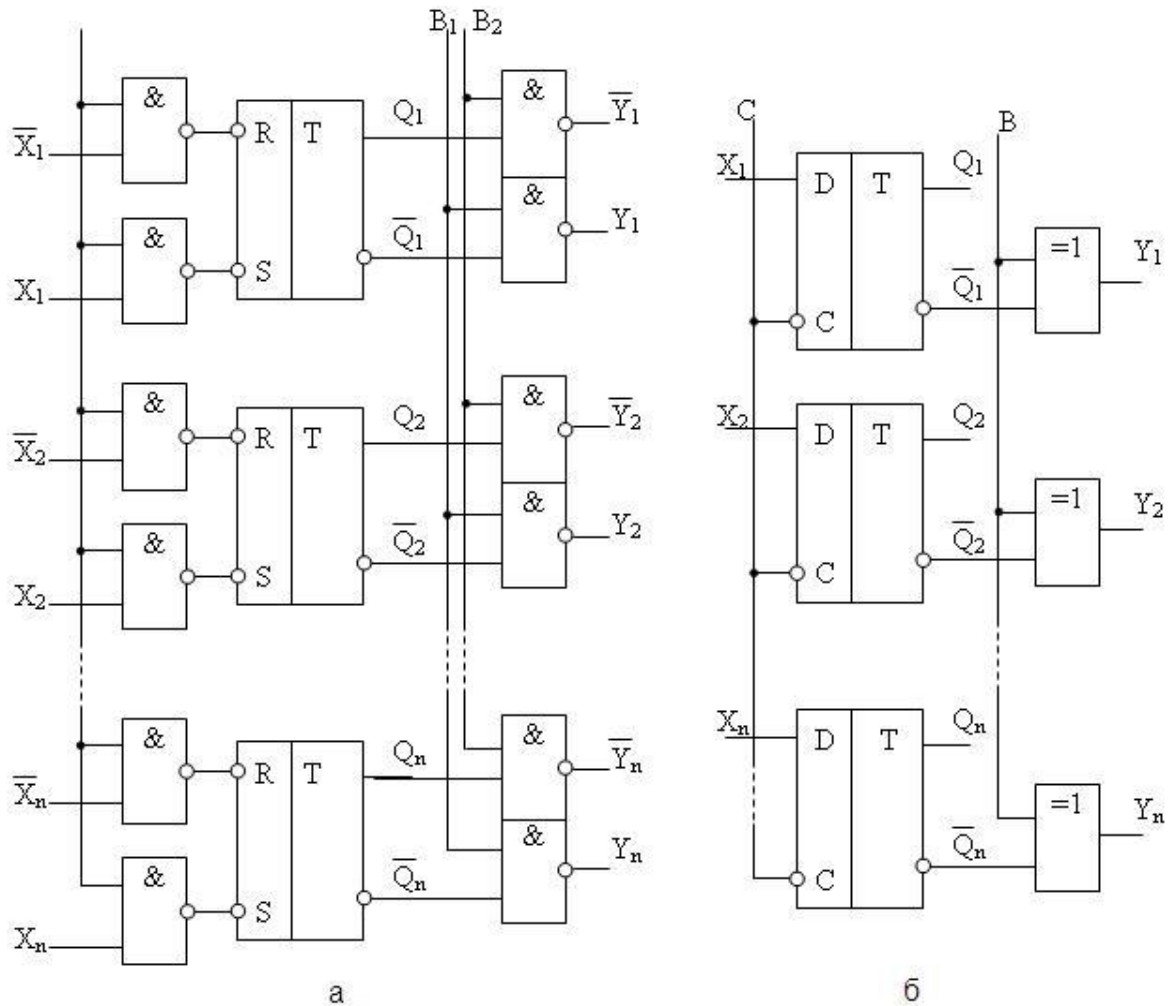 B₁ B₂
&
X̅₁
R T
Q₁
&
Y̅₁
&
X₁
S
Q̅₁
&
Y₁
&
X̅₂
R T
Q₂
&
Y̅₂
&
X₂
S
Q̅₂
&
Y₂
&
X̅ₙ
R T
Qₙ
&
Y̅ₙ
&
Xₙ
S
Q̅ₙ
&
Yₙ
а
C
B
X₁
D T
Q₁
C
Q̅₁
=1
Y₁
X₂
D T
Q₂
C
Q̅₂
=1
Y₂
Xₙ
D T
Qₙ
C
Q̅ₙ
=1
Yₙ
б